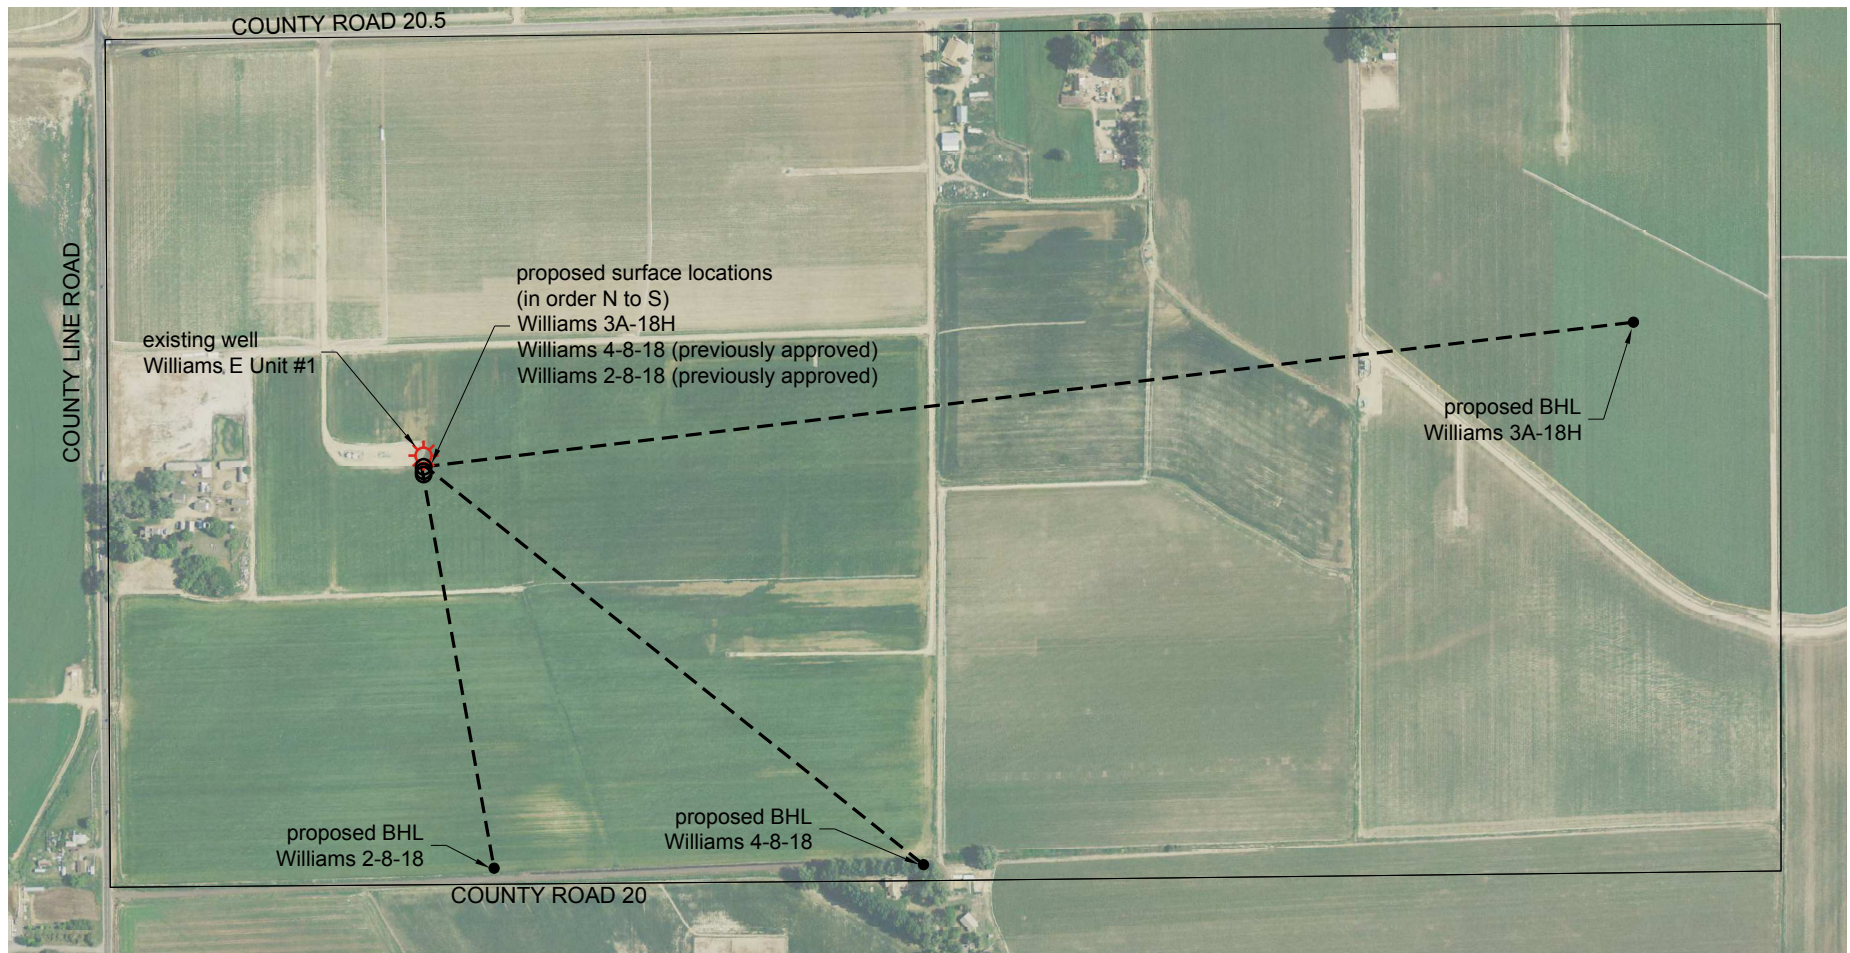 COUNTY ROAD 20.5
COUNTY LINE ROAD
proposed surface locations
(in order N to S)
Williams 3A-18H
Williams 4-8-18 (previously approved)
Williams 2-8-18 (previously approved)
existing well
Williams E Unit #1
proposed BHL
Williams 3A-18H
proposed BHL
Williams 4-8-18
proposed BHL
Williams 2-8-18
COUNTY ROAD 20